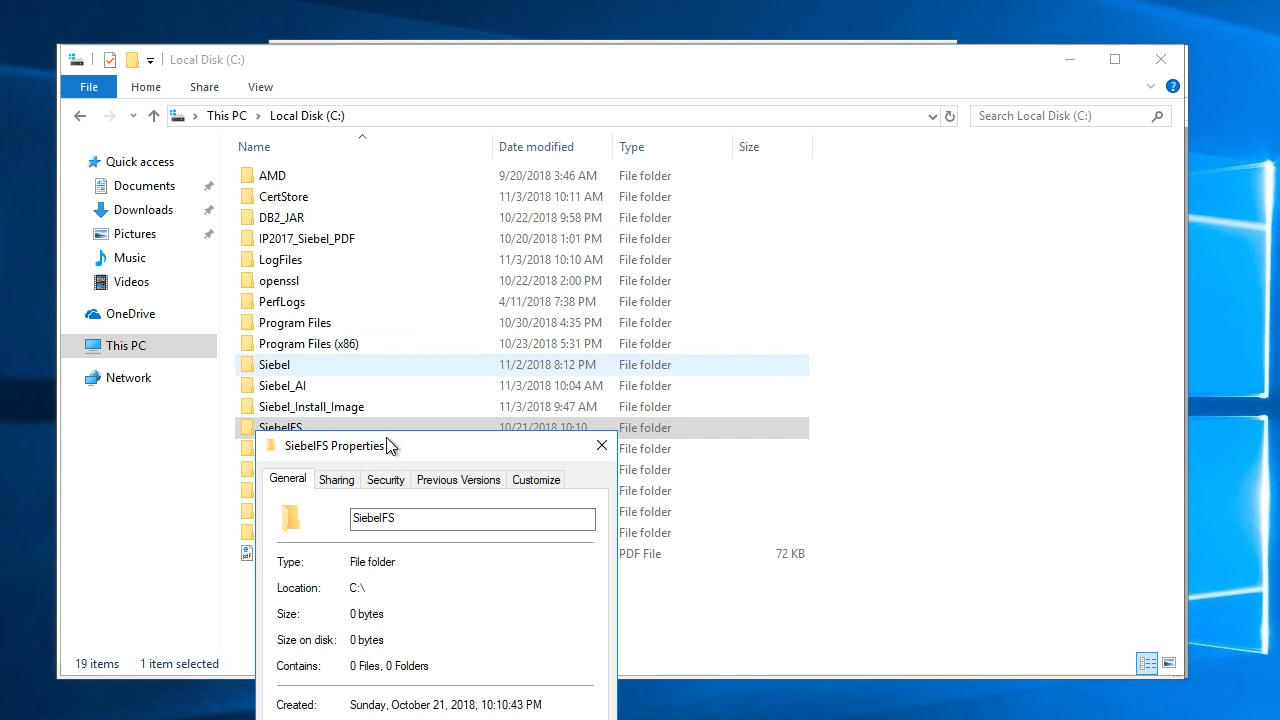 Local Disk (C:)
File Home Share View
This PC Local Disk (C:) Search Local Disk (C:)
Name Date modified Type Size
Quick access
Documents
Downloads
Pictures
Music
Videos
OneDrive
This PC
Network
AMD 9/20/2018 3:46 AM File folder
CertStore 11/3/2018 10:11 AM File folder
DB2_JAR 10/22/2018 9:58 PM File folder
IP2017_Siebel_PDF 10/20/2018 1:01 PM File folder
LogFiles 11/3/2018 10:10 AM File folder
openssl 10/22/2018 2:00 PM File folder
PerfLogs 4/11/2018 7:38 PM File folder
Program Files 10/30/2018 4:35 PM File folder
Program Files (x86) 10/23/2018 5:31 PM File folder
Siebel 11/2/2018 8:12 PM File folder
Siebel_AI 11/3/2018 10:04 AM File folder
Siebel_Install_Image 11/3/2018 9:47 AM File folder
SiebelFS 10/21/2018 10:10
File folder
File folder
File folder
File folder
File folder
PDF File 72 KB
SiebelFS Properties
General Sharing Security Previous Versions Customize
SiebelFS
Type: File folder
Location: C:\
Size: 0 bytes
Size on disk: 0 bytes
Contains: 0 Files, 0 Folders
Created: Sunday, October 21, 2018, 10:10:43 PM
19 items 1 item selected